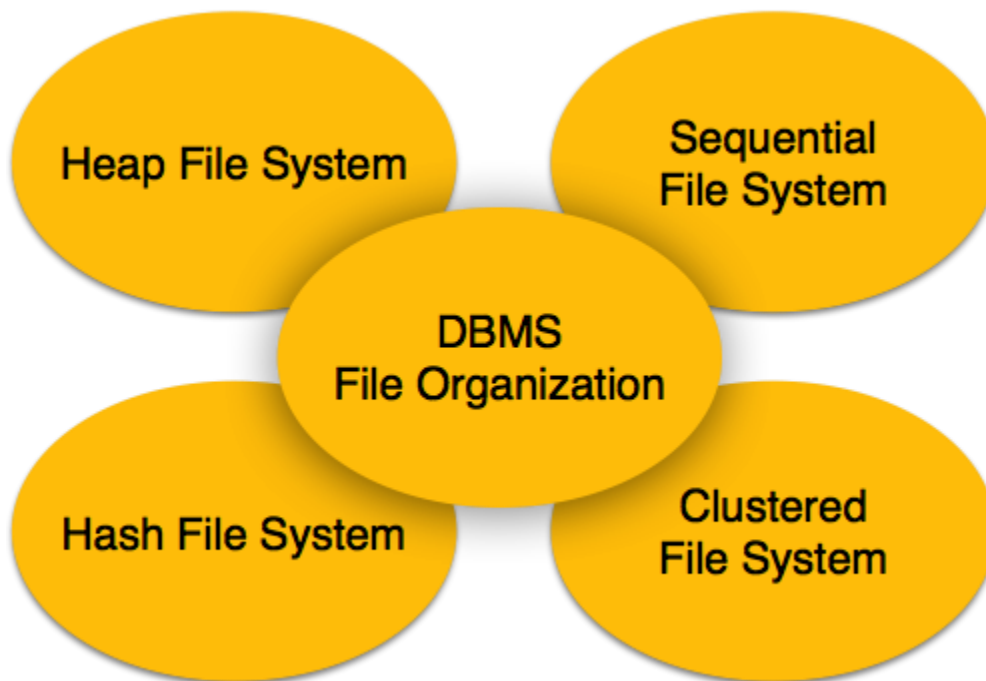 Heap File System
Sequential
File System
DBMS
File Organization
Hash File System
Clustered
File System